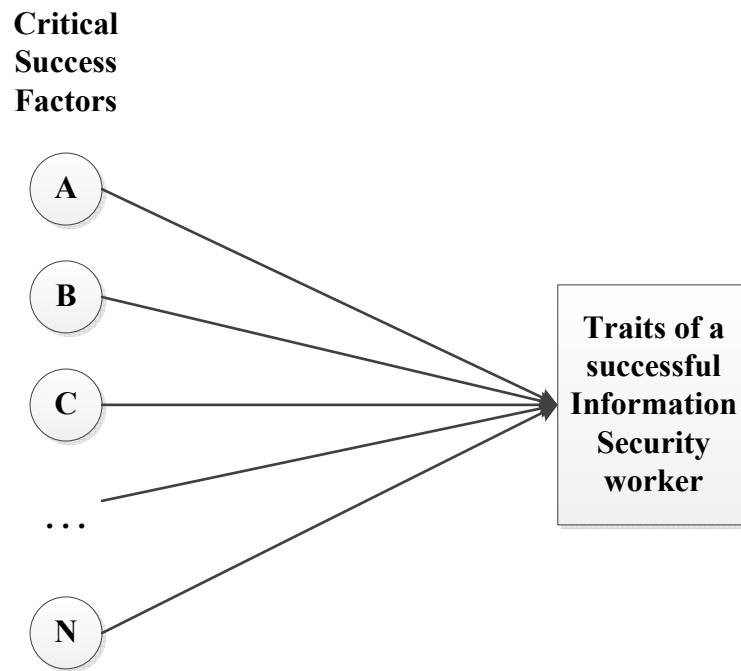 Critical
Success
Factors
A
B
C
...
N
Traits of a
successful
Information
Security
worker